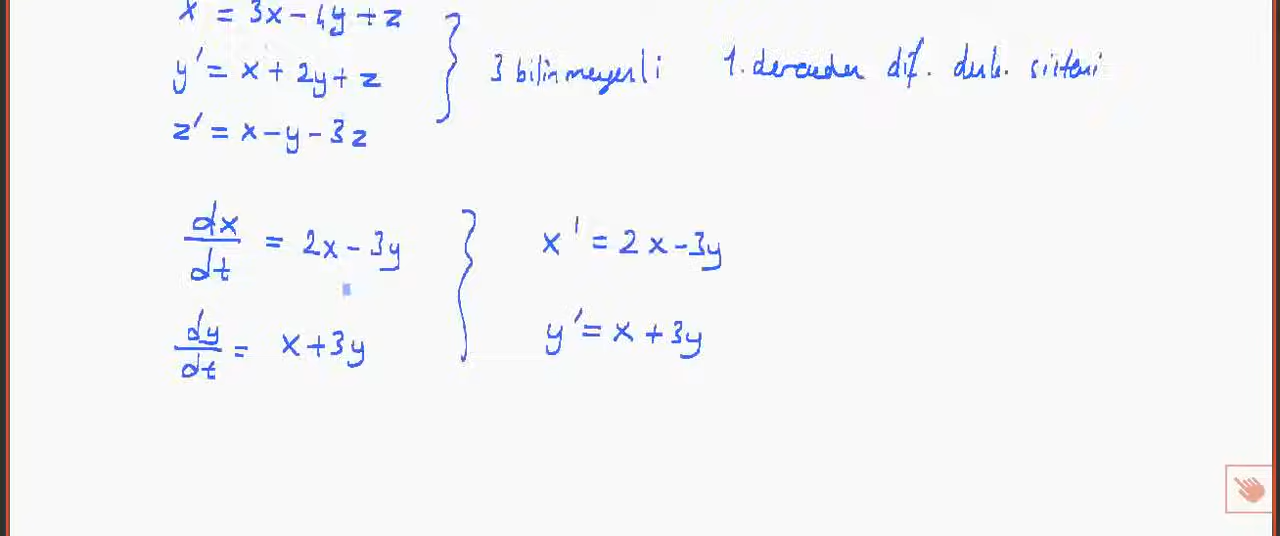 x = 3x - 4y + z
y' = x + 2y + z } 3 bilinmeyenli 1. dereceden dif. denk. sistemi
z' = x - y - 3z
dx/dt = 2x - 3y } x' = 2x - 3y
dy/dt = x + 3y y' = x + 3y